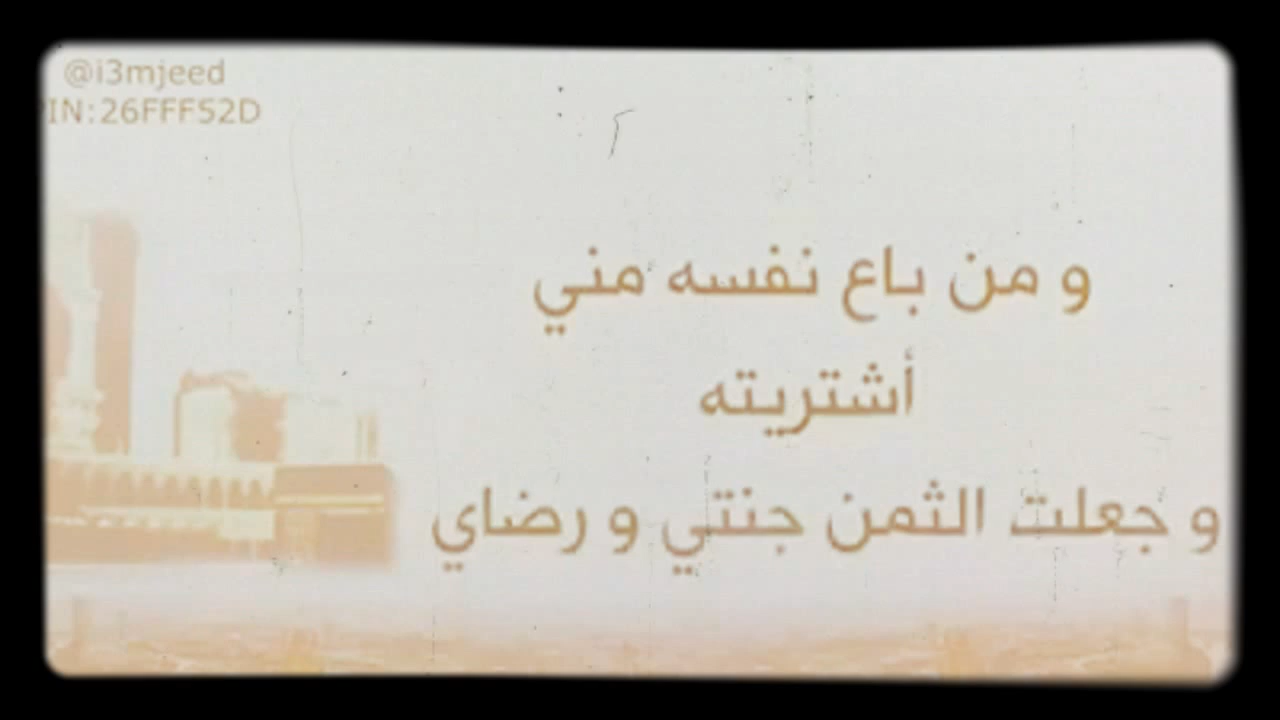 @i3mjeed
IN:26FFF52D
و من باع نفسه مني
أشتريته
و جعلت الثمن جنتي و رضاي